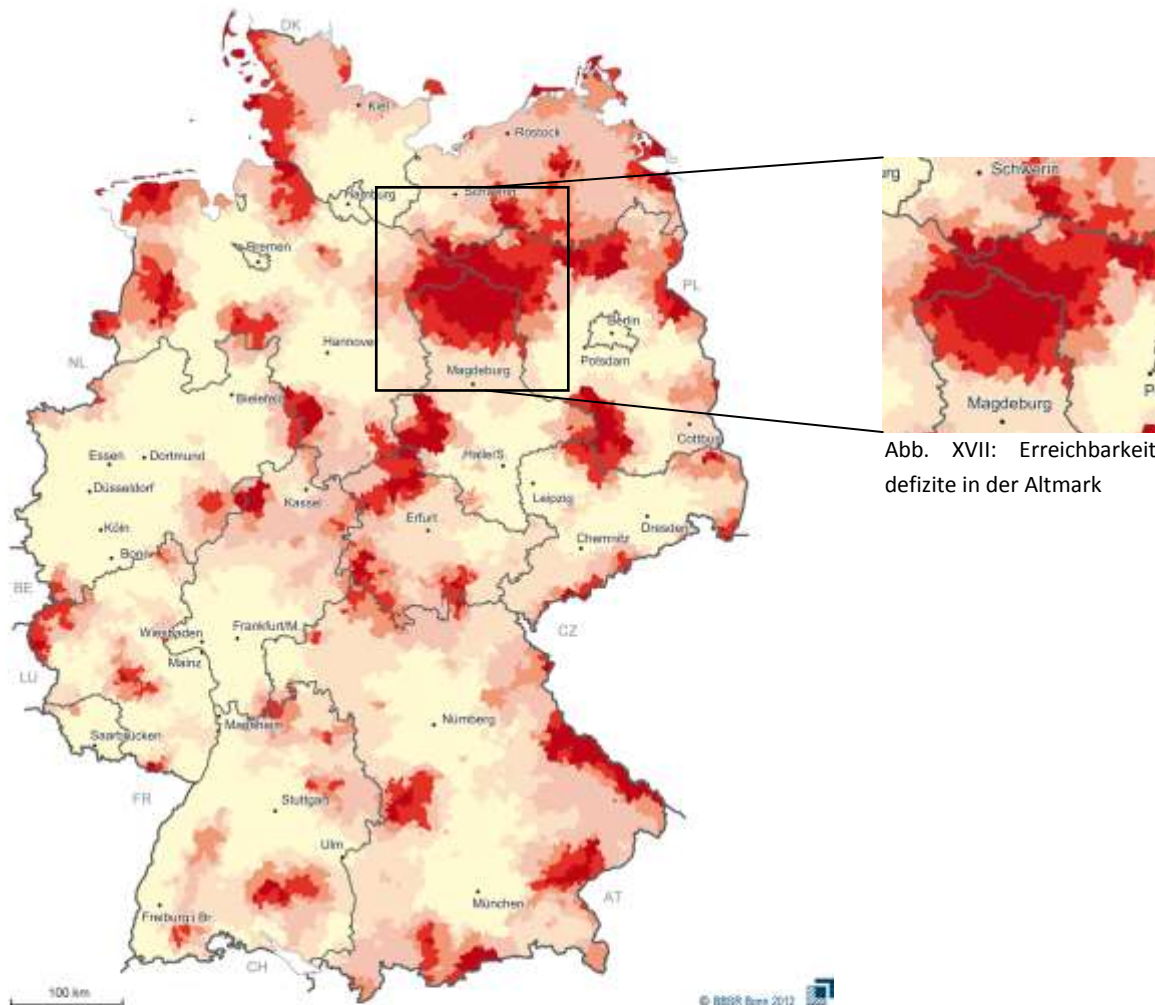 DK
Kiel
Rostock
Hamburg
Schwerin
Bremen
PL
Berlin
Hannover
Potsdam
NL
Magdeburg
Bielefeld
Cottbus
Essen
Dortmund
Halle/S.
Düsseldorf
Kassel
Leipzig
Köln
Erfurt
Dresden
Chemnitz
Bonn
BE
Wiesbaden
Frankfurt/M.
CZ
Mainz
LU
Mannheim
Nürnberg
Saarbrücken
FR
Stuttgart
Ulm
München
AT
Freiburg i.Br.
CH
100 km
© BBSR Bonn 2012
urg
Schwerin
P
Magdeburg
Abb. XVII: Erreichbarkeit
defizite in der Altmark